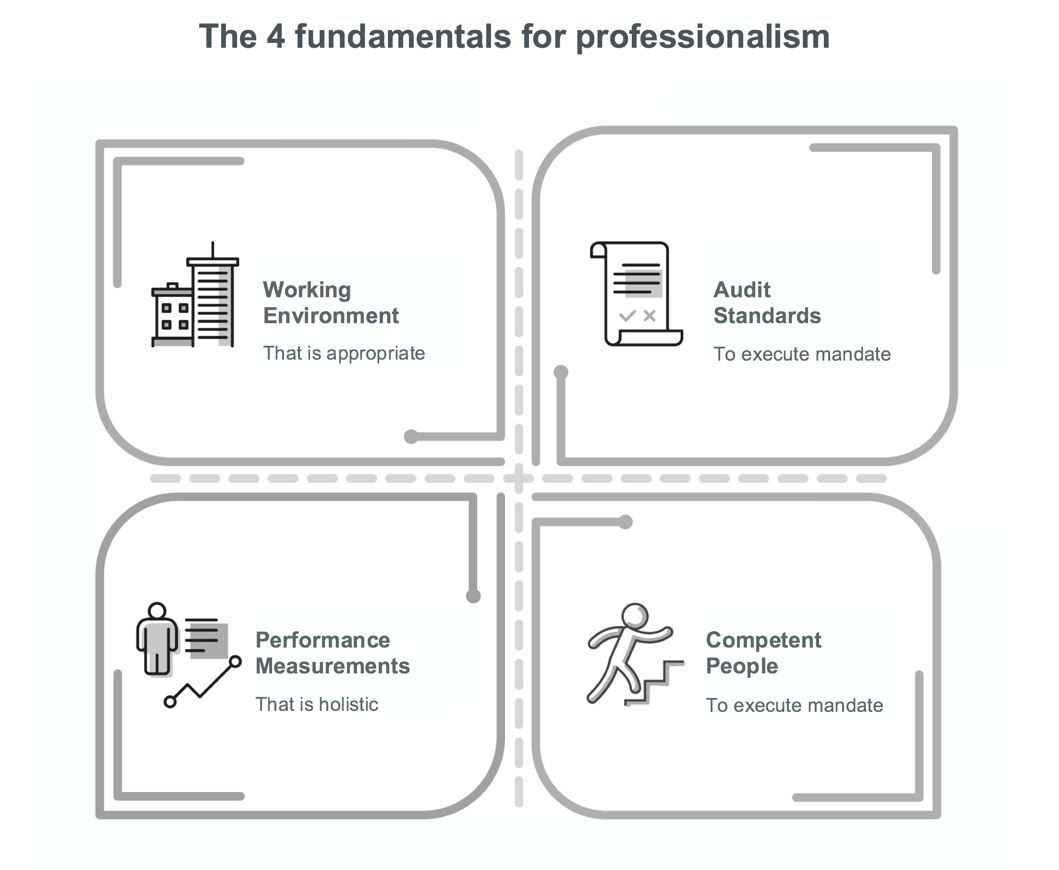 The 4 fundamentals for professionalism
Working
Environment
That is appropriate
Audit
Standards
To execute mandate
Performance
Measurements
That is holistic
Competent
People
To execute mandate